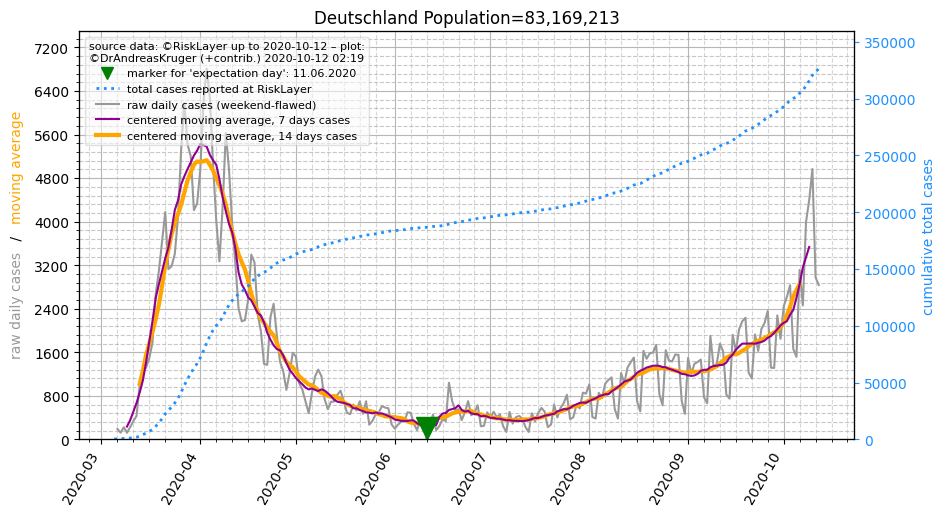 Deutschland Population=83,169,213
source data: ©RiskLayer up to 2020-10-12 – plot:
©DrAndreasKruger (+contrib.) 2020-10-12 02:19
marker for 'expectation day': 11.06.2020
total cases reported at RiskLayer
raw daily cases (weekend-flawed)
centered moving average, 7 days cases
centered moving average, 14 days cases
raw daily cases / moving average
7200
6400
5600
4800
4000
3200
2400
1600
800
0
350000
300000
250000
200000
150000
100000
50000
0
cumulative total cases
2020-03
2020-04
2020-05
2020-06
2020-07
2020-08
2020-09
2020-10